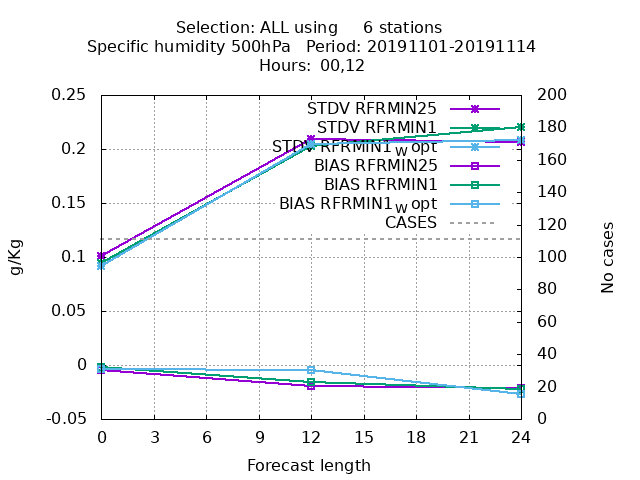 Selection: ALL using     6 stations
Specific humidity 500hPa   Period: 20191101-20191114
Hours: 00,12
0.25
0.2
0.15
0.1
0.05
0
-0.05
g/Kg
STDV RFRMIN25
STDV RFRMIN1
STDV RFRMIN1w opt
BIAS RFRMIN25
BIAS RFRMIN1
BIAS RFRMIN1w opt
CASES
200
180
160
140
120
100
80
60
40
20
0
No cases
0 3 6 9 12 15 18 21 24
Forecast length